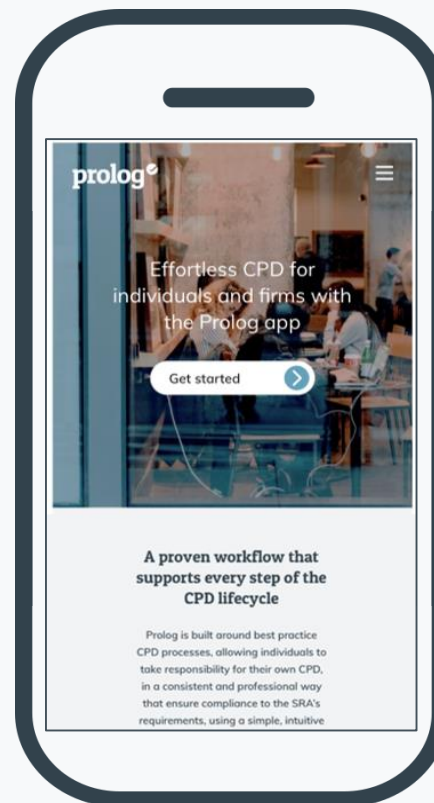 prolog
Effortless CPD for
individuals and firms with
the Prolog app
Get started
A proven workflow that
supports every step of the
CPD lifecycle
Prolog is built around best practice
CPD processes, allowing individuals to
take responsibility for their own CPD,
in a consistent and professional way
that ensure compliance to the SRA's
requirements, using a simple, intuitive